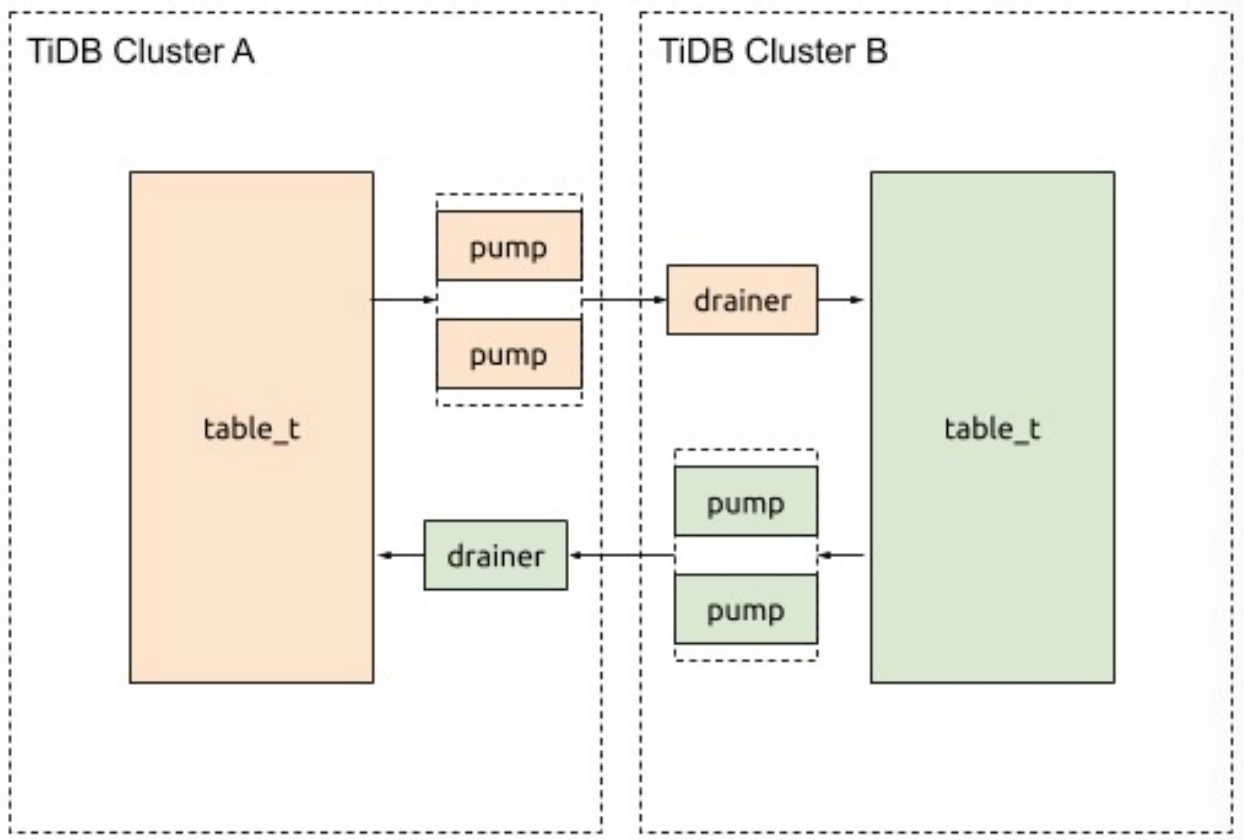 TiDB Cluster A
TiDB Cluster B
pump
drainer
pump
table_t
table_t
pump
drainer
pump